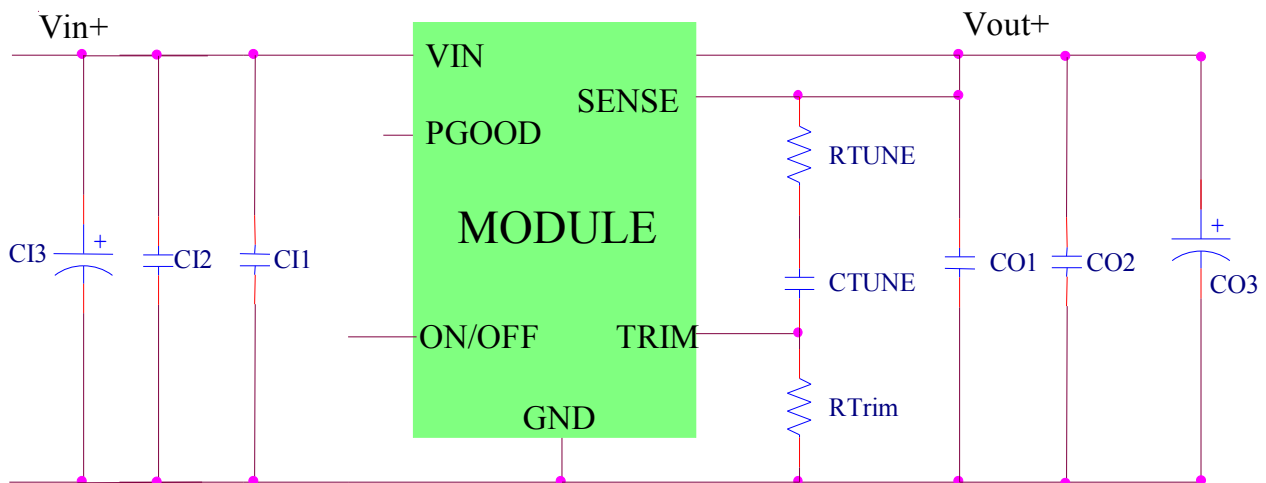 Vin+
Vout+
VIN
SENSE
PGOOD
RTUNE
MODULE
CI3
+
CI2
CI1
CTUNE
CO1
CO2
+
CO3
ON/OFF
TRIM
RTrim
GND